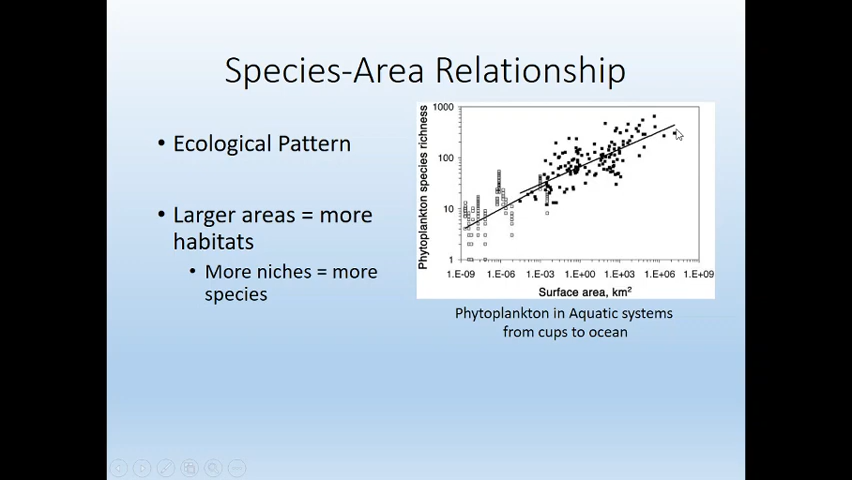 Species-Area Relationship
• Ecological Pattern
• Larger areas = more
habitats
• More niches = more
species
Phytoplankton species richness
1000
100
10
1
1.E-09 1.E-06 1.E-03 1.E+00 1.E+03 1.E+06 1.E+09
Surface area, km²
Phytoplankton in Aquatic systems
from cups to ocean